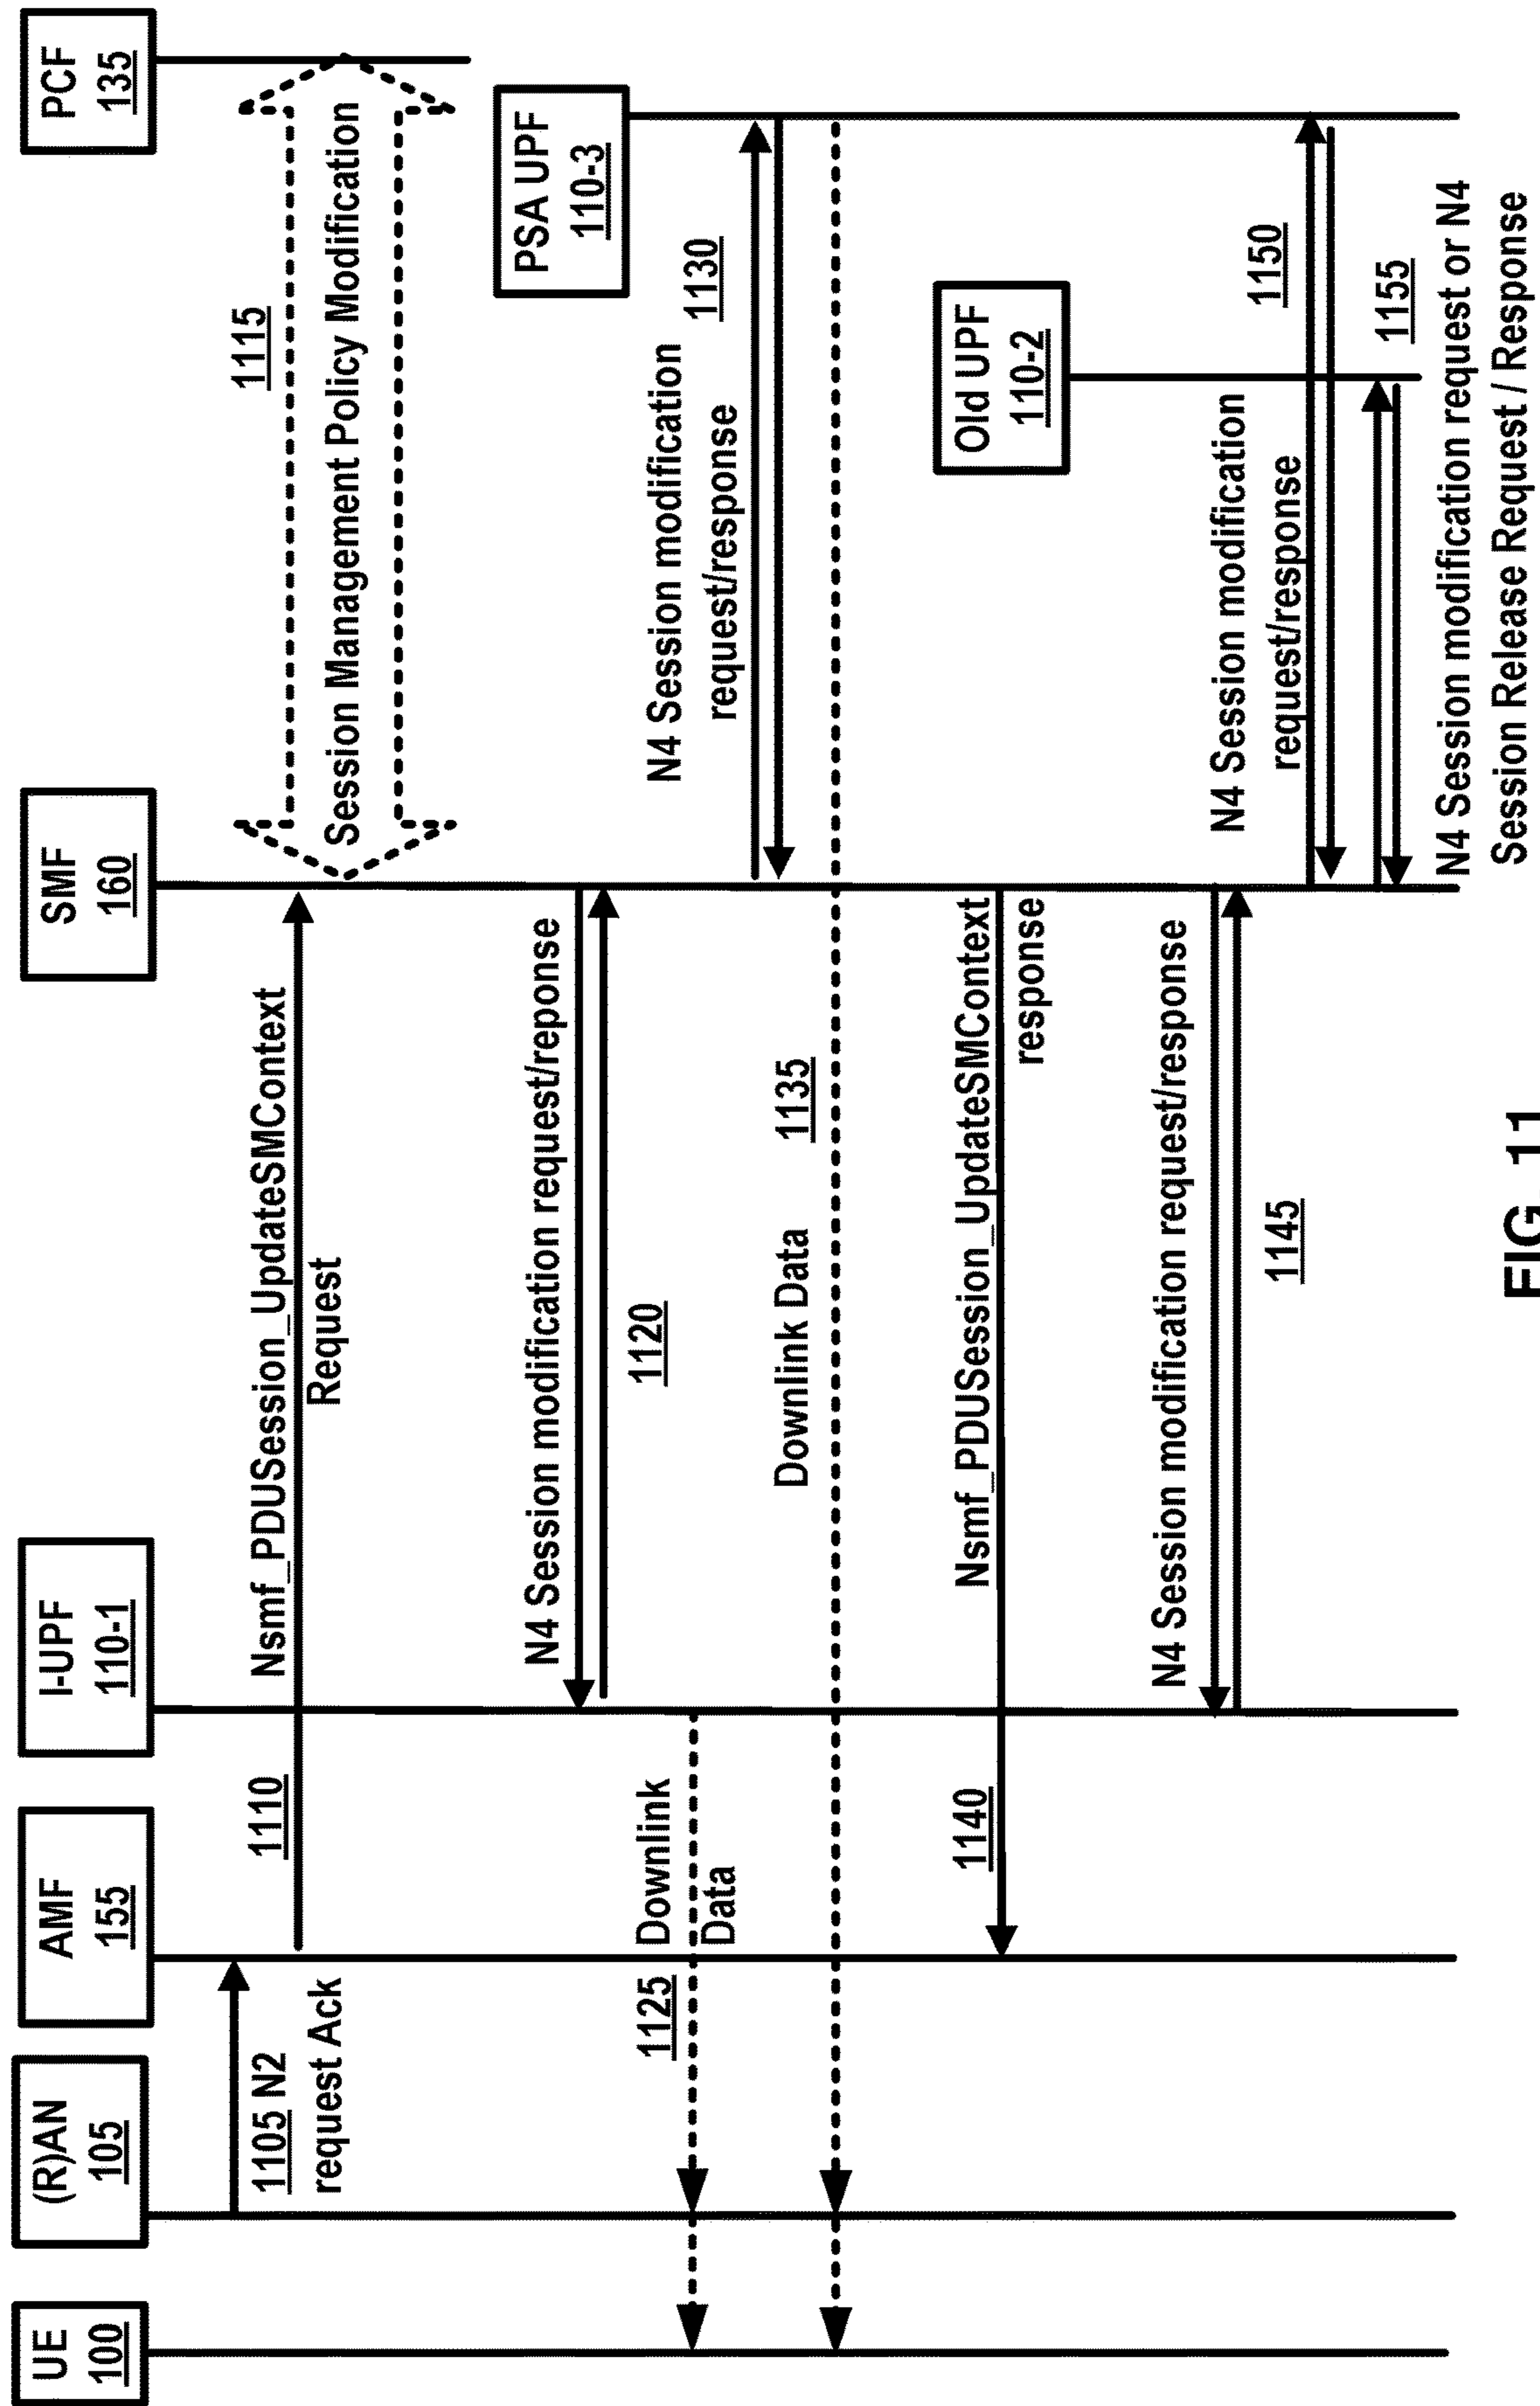 UE
100
(R)AN
105
AMF
155
I-UPF
110-1
SMF
160
PCF
135
1105 N2
request Ack
1110
Nsmf_PDUSession_UpdateSMContext
Request
1115
Session Management Policy Modification
N4 Session modification request/reponse
1120
PSA UPF
110-3
1125
Downlink
Data
N4 Session modification
request/response
1130
Downlink Data
1135
Old UPF
110-2
1140
Nsmf_PDUSession_UpdateSMContext
response
N4 Session modification request/response
1145
N4 Session modification
request/response
1150
1155
N4 Session modification request or N4
Session Release Request / Response
FIG. 11